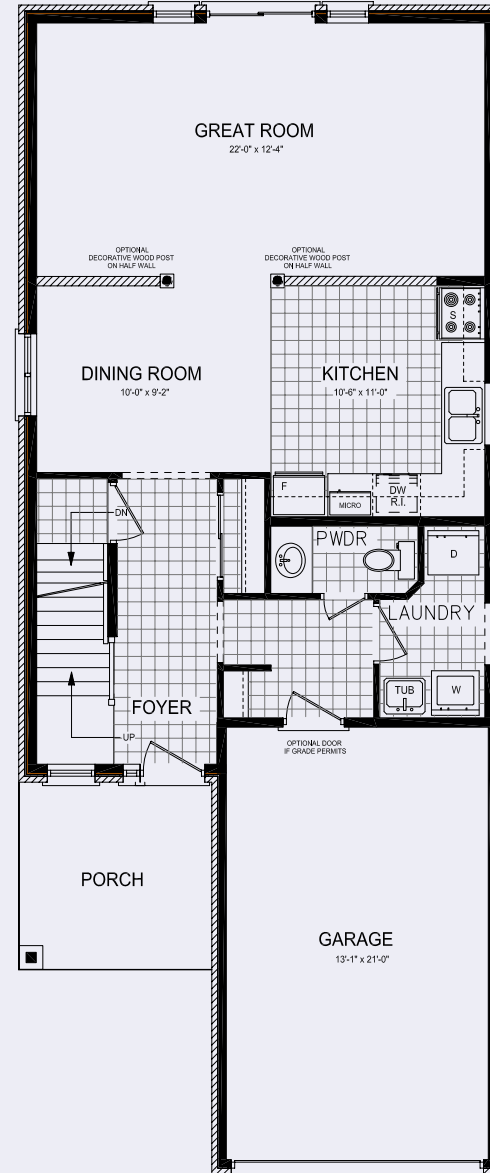 GREAT ROOM
22'-0" x 12'-4"
OPTIONAL
DECORATIVE WOOD POST
ON HALF WALL
OPTIONAL
DECORATIVE WOOD POST
ON HALF WALL
S
DINING ROOM
10'-0" x 9'-2"
KITCHEN
10'-6" x 11'-0"
F
MICRO
DW
R.I.
DN
PWDR
D
LAUNDRY
TUB
W
FOYER
UP
OPTIONAL DOOR
IF GRADE PERMITS
PORCH
GARAGE
13'-1" x 21'-0"